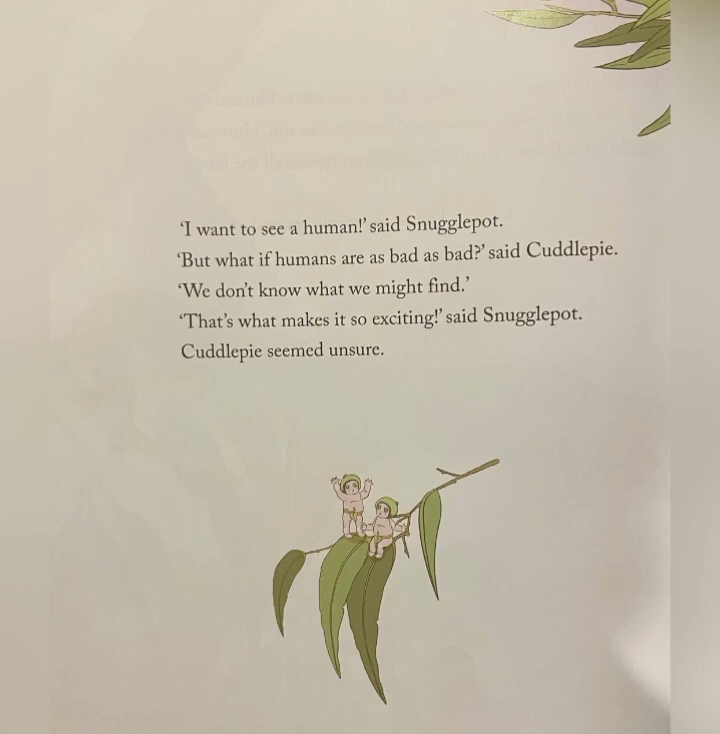 ‘I want to see a human!’ said Snugglepot.
‘But what if humans are as bad as bad?’ said Cuddlepie.
‘We don’t know what we might find.’
‘That’s what makes it so exciting!’ said Snugglepot.
Cuddlepie seemed unsure.